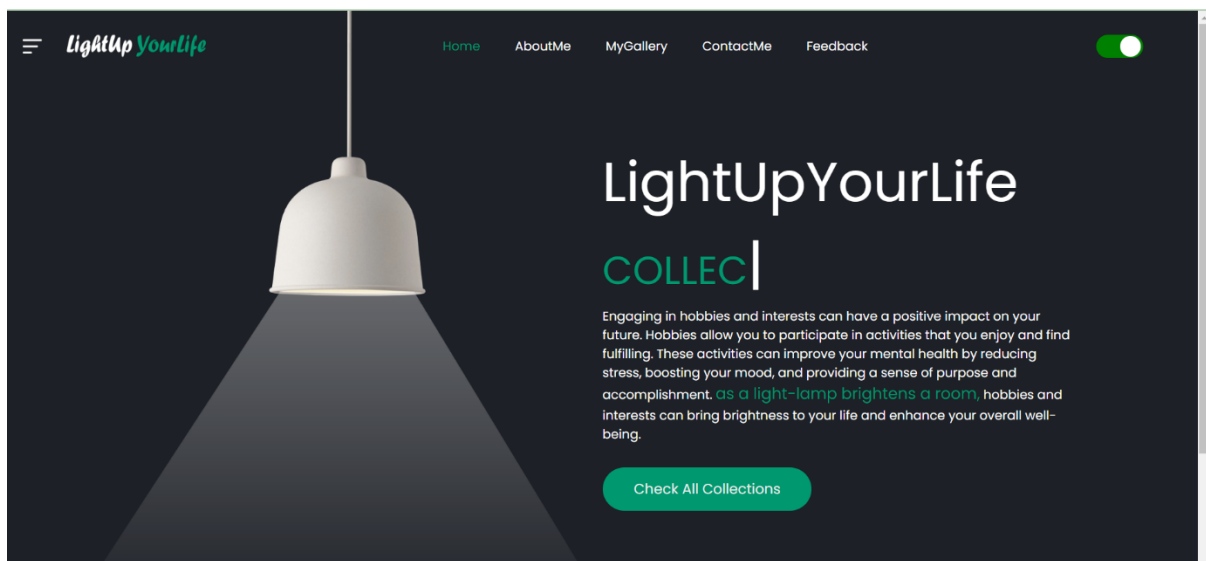 LightUp YourLife
Home AboutMe MyGallery ContactMe Feedback
LightUpYourLife
COLLEC
Engaging in hobbies and interests can have a positive impact on your
future. Hobbies allow you to participate in activities that you enjoy and find
fulfilling. These activities can improve your mental health by reducing
stress, boosting your mood, and providing a sense of purpose and
accomplishment. as a light-lamp brightens a room, hobbies and
interests can bring brightness to your life and enhance your overall well-
being.
Check All Collections